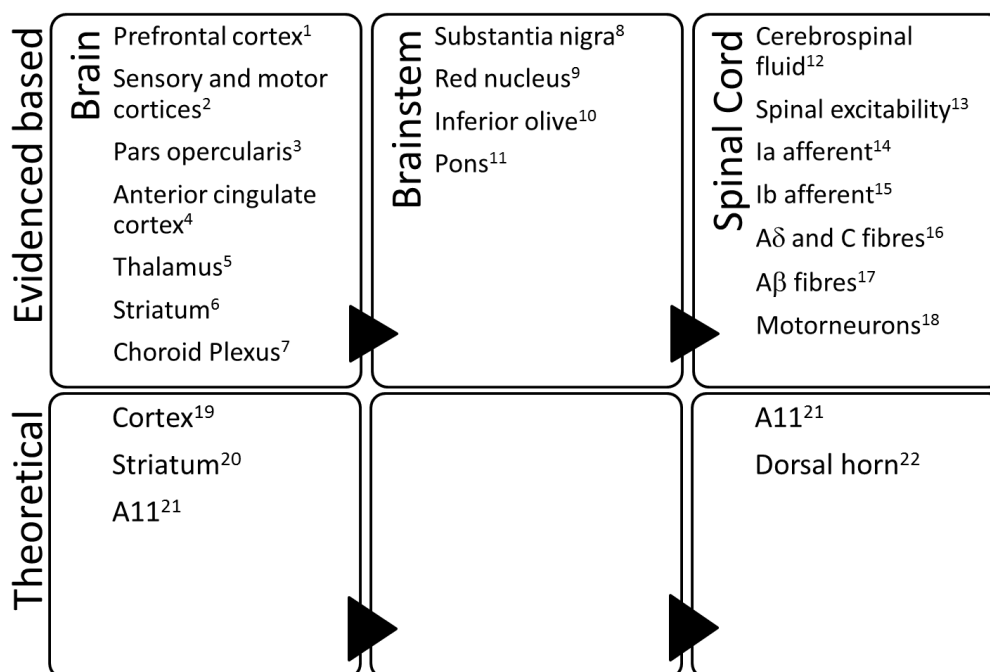 Evidenced based
Brain
Prefrontal cortex¹
Sensory and motor
cortices²
Pars opercularis³
Anterior cingulate
cortex⁴
Thalamus⁵
Striatum⁶
Choroid Plexus⁷
Brainstem
Substantia nigra⁸
Red nucleus⁹
Inferior olive¹⁰
Pons¹¹
Spinal Cord
Cerebrospinal
fluid¹²
Spinal excitability¹³
Ia afferent¹⁴
Ib afferent¹⁵
Aδ and C fibres¹⁶
Aβ fibres¹⁷
Motorneurons¹⁸
Theoretical
Cortex¹⁹
Striatum²⁰
A11²¹
A11²¹
Dorsal horn²²